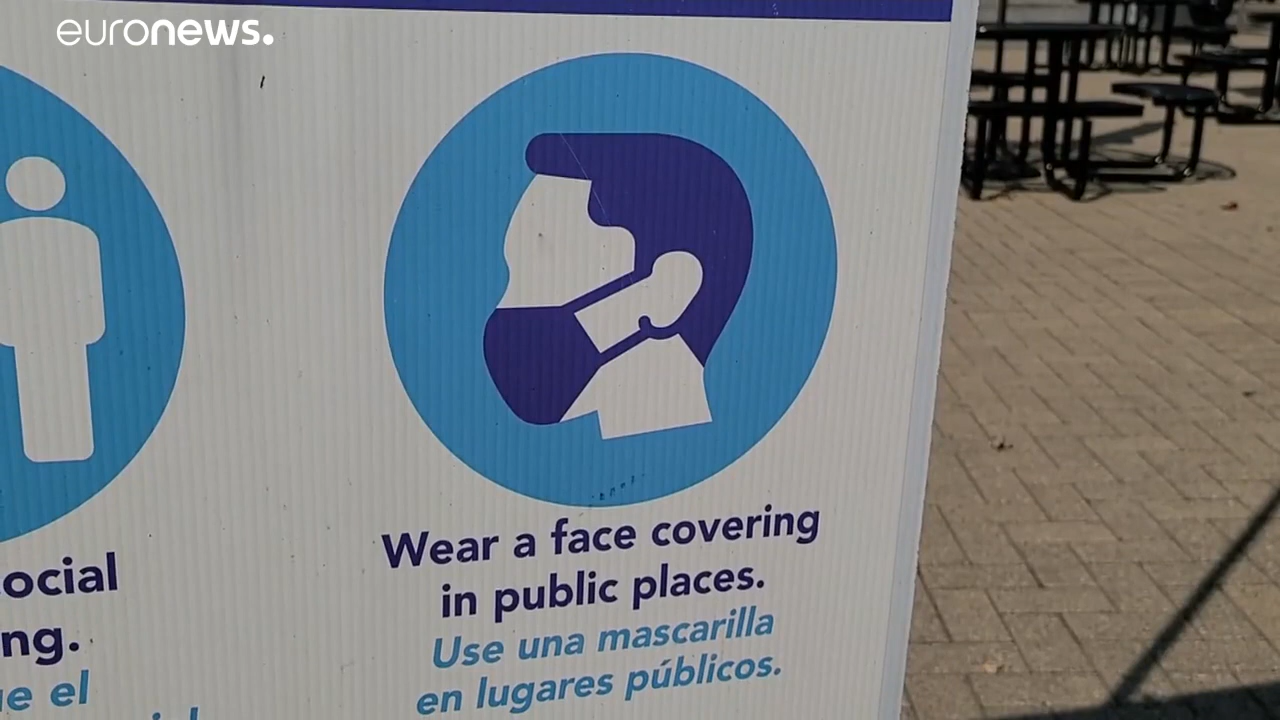 euronews.
ocial
ng.
el
Wear a face covering
in public places.
Use una mascarilla
en lugares públicos.